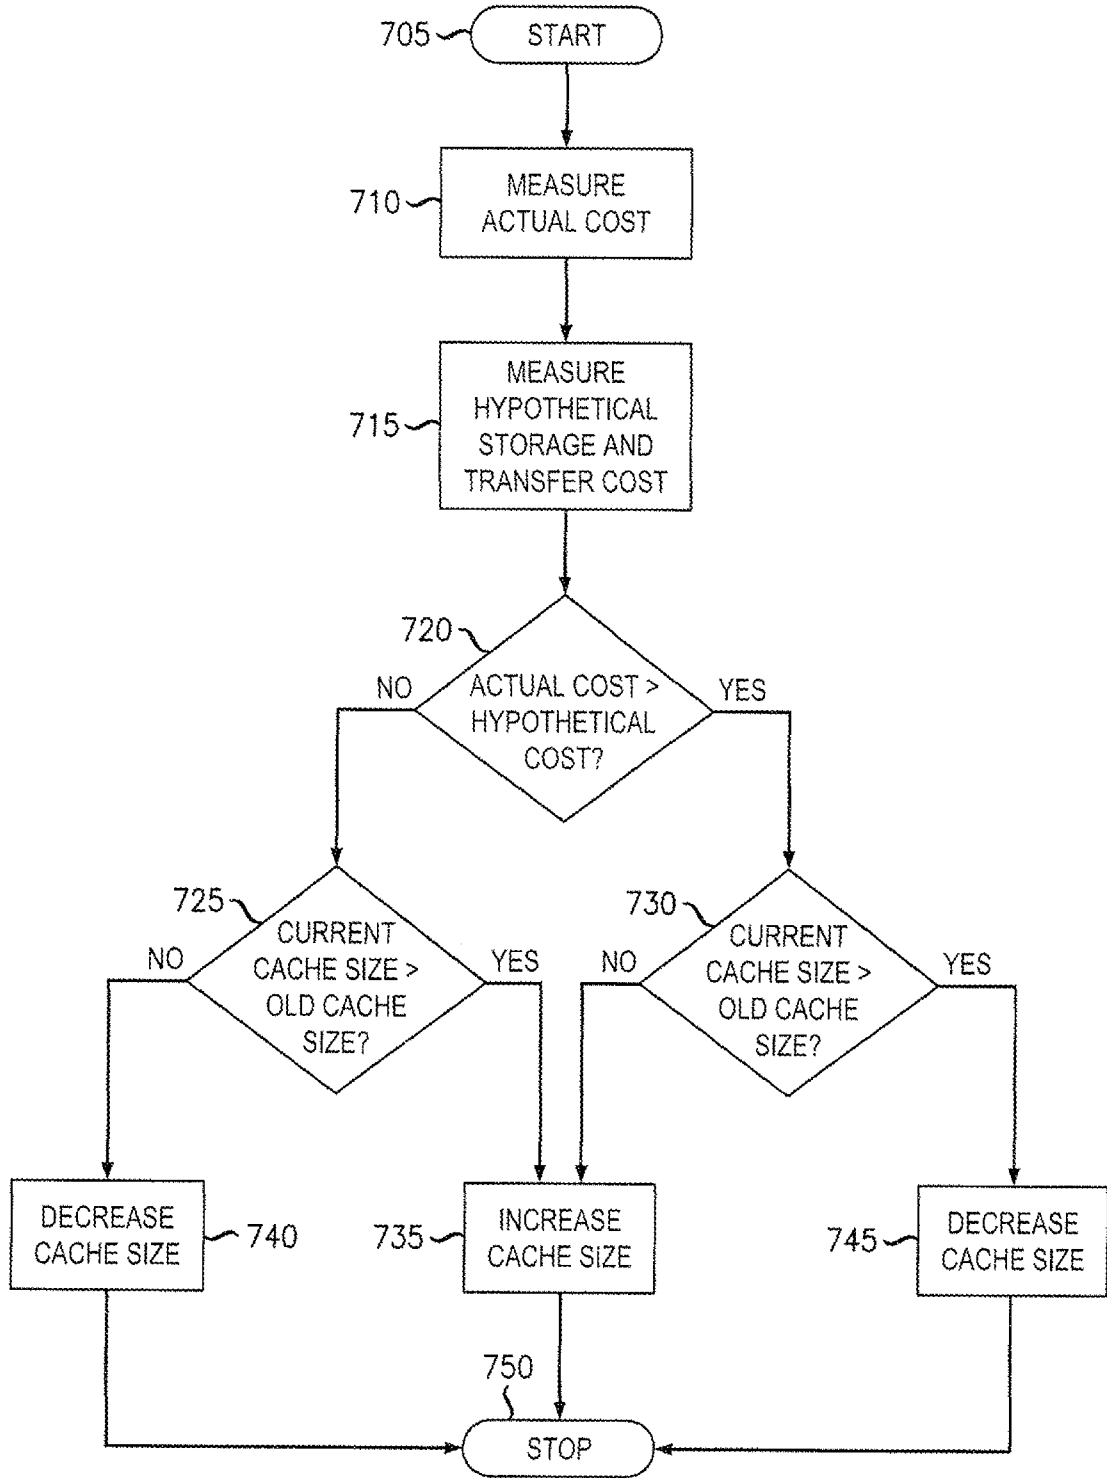 705
START
710
MEASURE
ACTUAL COST
715
MEASURE
HYPOTHETICAL
STORAGE AND
TRANSFER COST
720
NO
ACTUAL COST >
HYPOTHETICAL
COST?
YES
725
NO
CURRENT
CACHE SIZE >
OLD CACHE
SIZE?
YES
730
NO
CURRENT
CACHE SIZE >
OLD CACHE
SIZE?
YES
DECREASE
CACHE SIZE
740
735
INCREASE
CACHE SIZE
745
DECREASE
CACHE SIZE
750
STOP